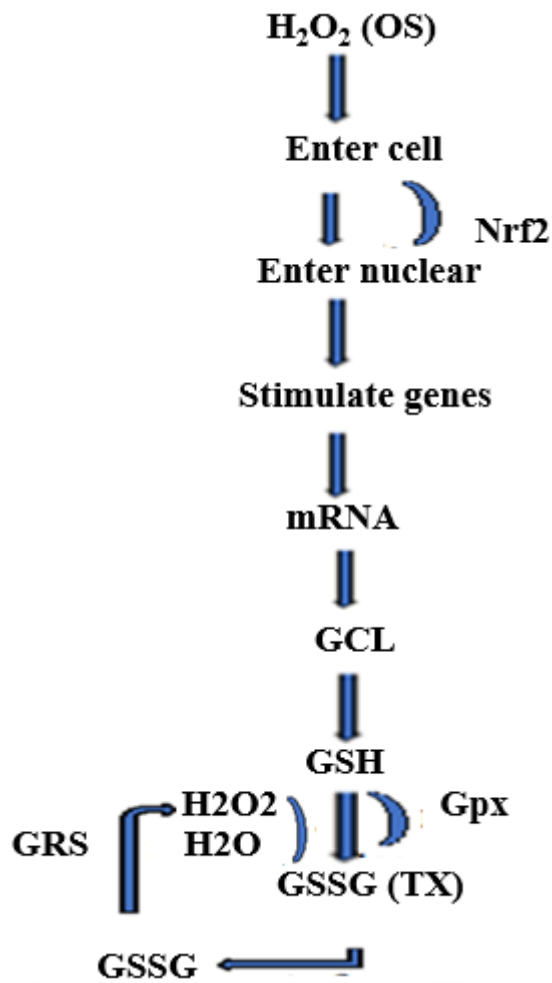 H₂O₂ (OS)
Enter cell
Nrf2
Enter nuclear
Stimulate genes
mRNA
GCL
GSH
H2O2
Gpx
GRS
H2O
GSSG (TX)
GSSG